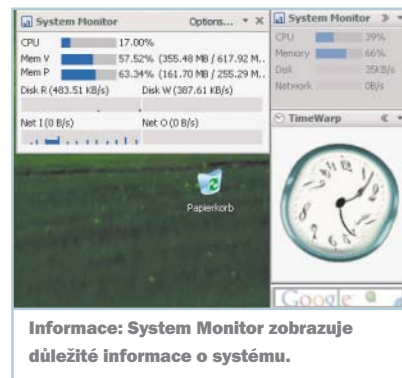 System Monitor Options...
CPU 17.00%
Mem V 57.52% (355.48 MB / 617.92 M..
Mem P 63.34% (161.70 MB / 255.29 M..
Disk R (483.51 KB/s) Disk W (387.61 KB/s)
Net I (0 B/s) Net O (0 B/s)
System Monitor
CPU 39%
Memory 66%
Disk 35KB/s
Network 0B/s
TimeWarp
Papierkorb
Google
Informace: System Monitor zobrazuje
důležité informace o systému.